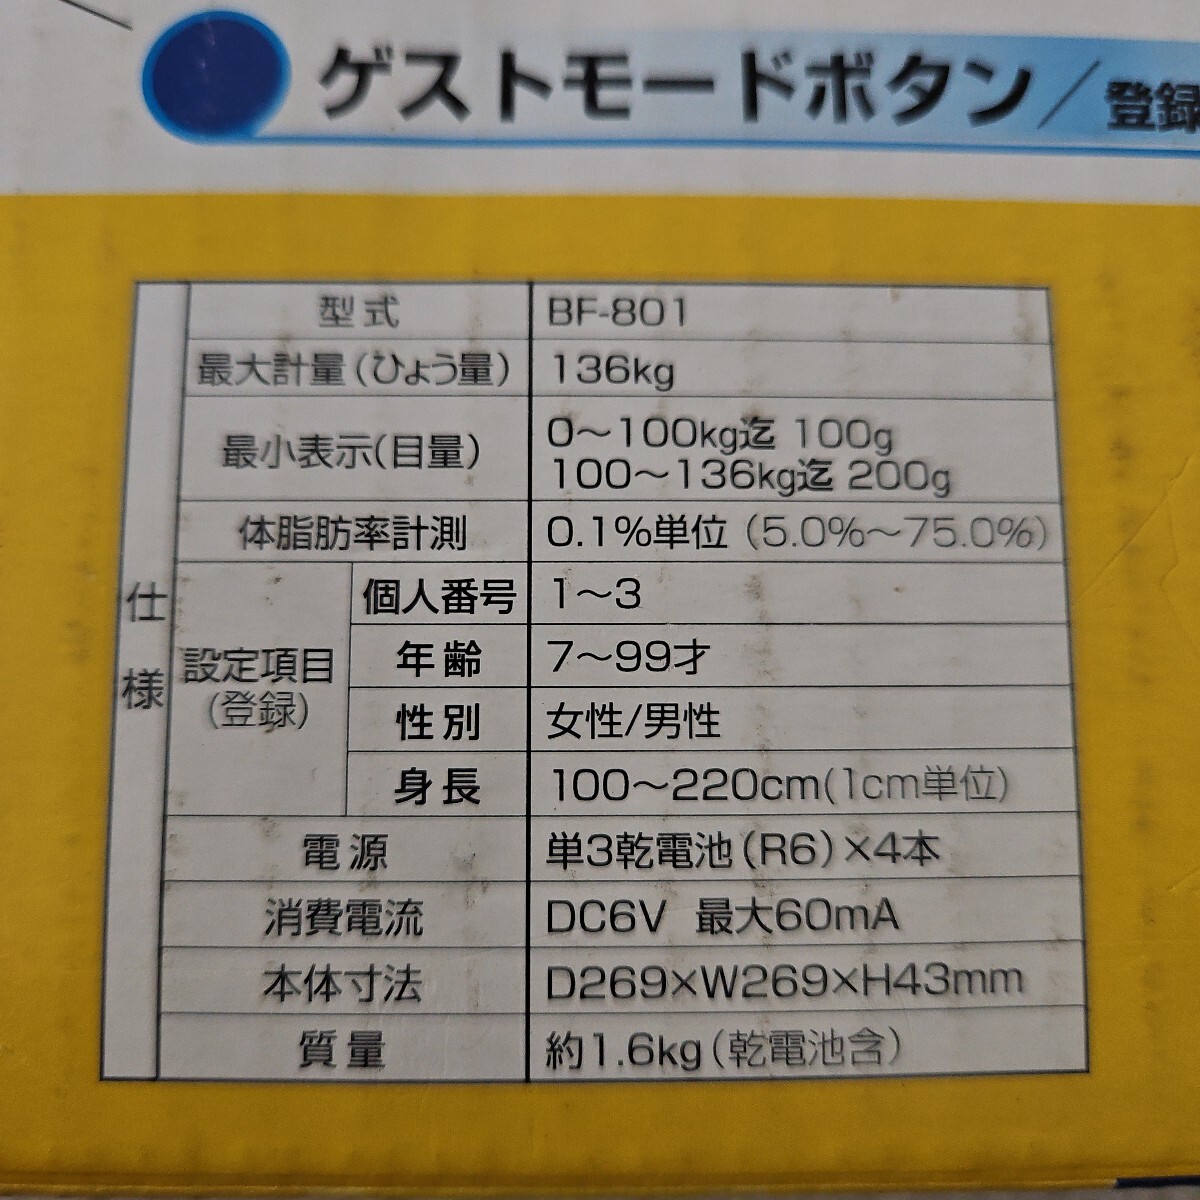 ゲストモードボタン／登録
仕様
型式 BF-801
最大計量(ひょう量) 136kg
最小表示(目量) 0～100kg迄 100g
100～136kg迄 200g
体脂肪率計測 0.1%単位 (5.0%～75.0%)
設定項目
(登録)
個人番号 1～3
年齢 7～99才
性別 女性/男性
身長 100～220cm(1cm単位)
電源 単3乾電池(R6)×4本
消費電流 DC6V 最大60mA
本体寸法 D269×W269×H43mm
質量 約1.6kg(乾電池含)